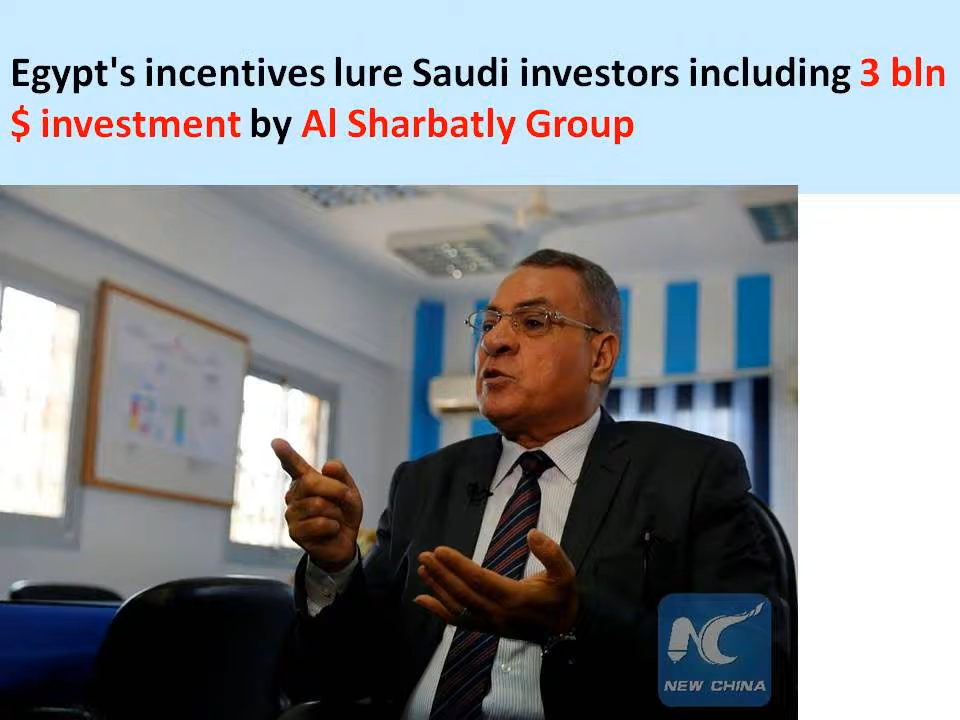 Egypt's incentives lure Saudi investors including 3 bln
$ investment by Al Sharbatly Group
NEW CHINA